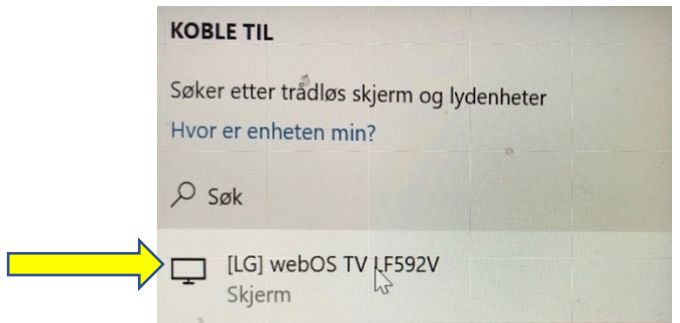 KOBLE TIL
Søker etter trådløs skjerm og lydenheter
Hvor er enheten min?
Søk
[LG] webOS TV LF592V
Skjerm